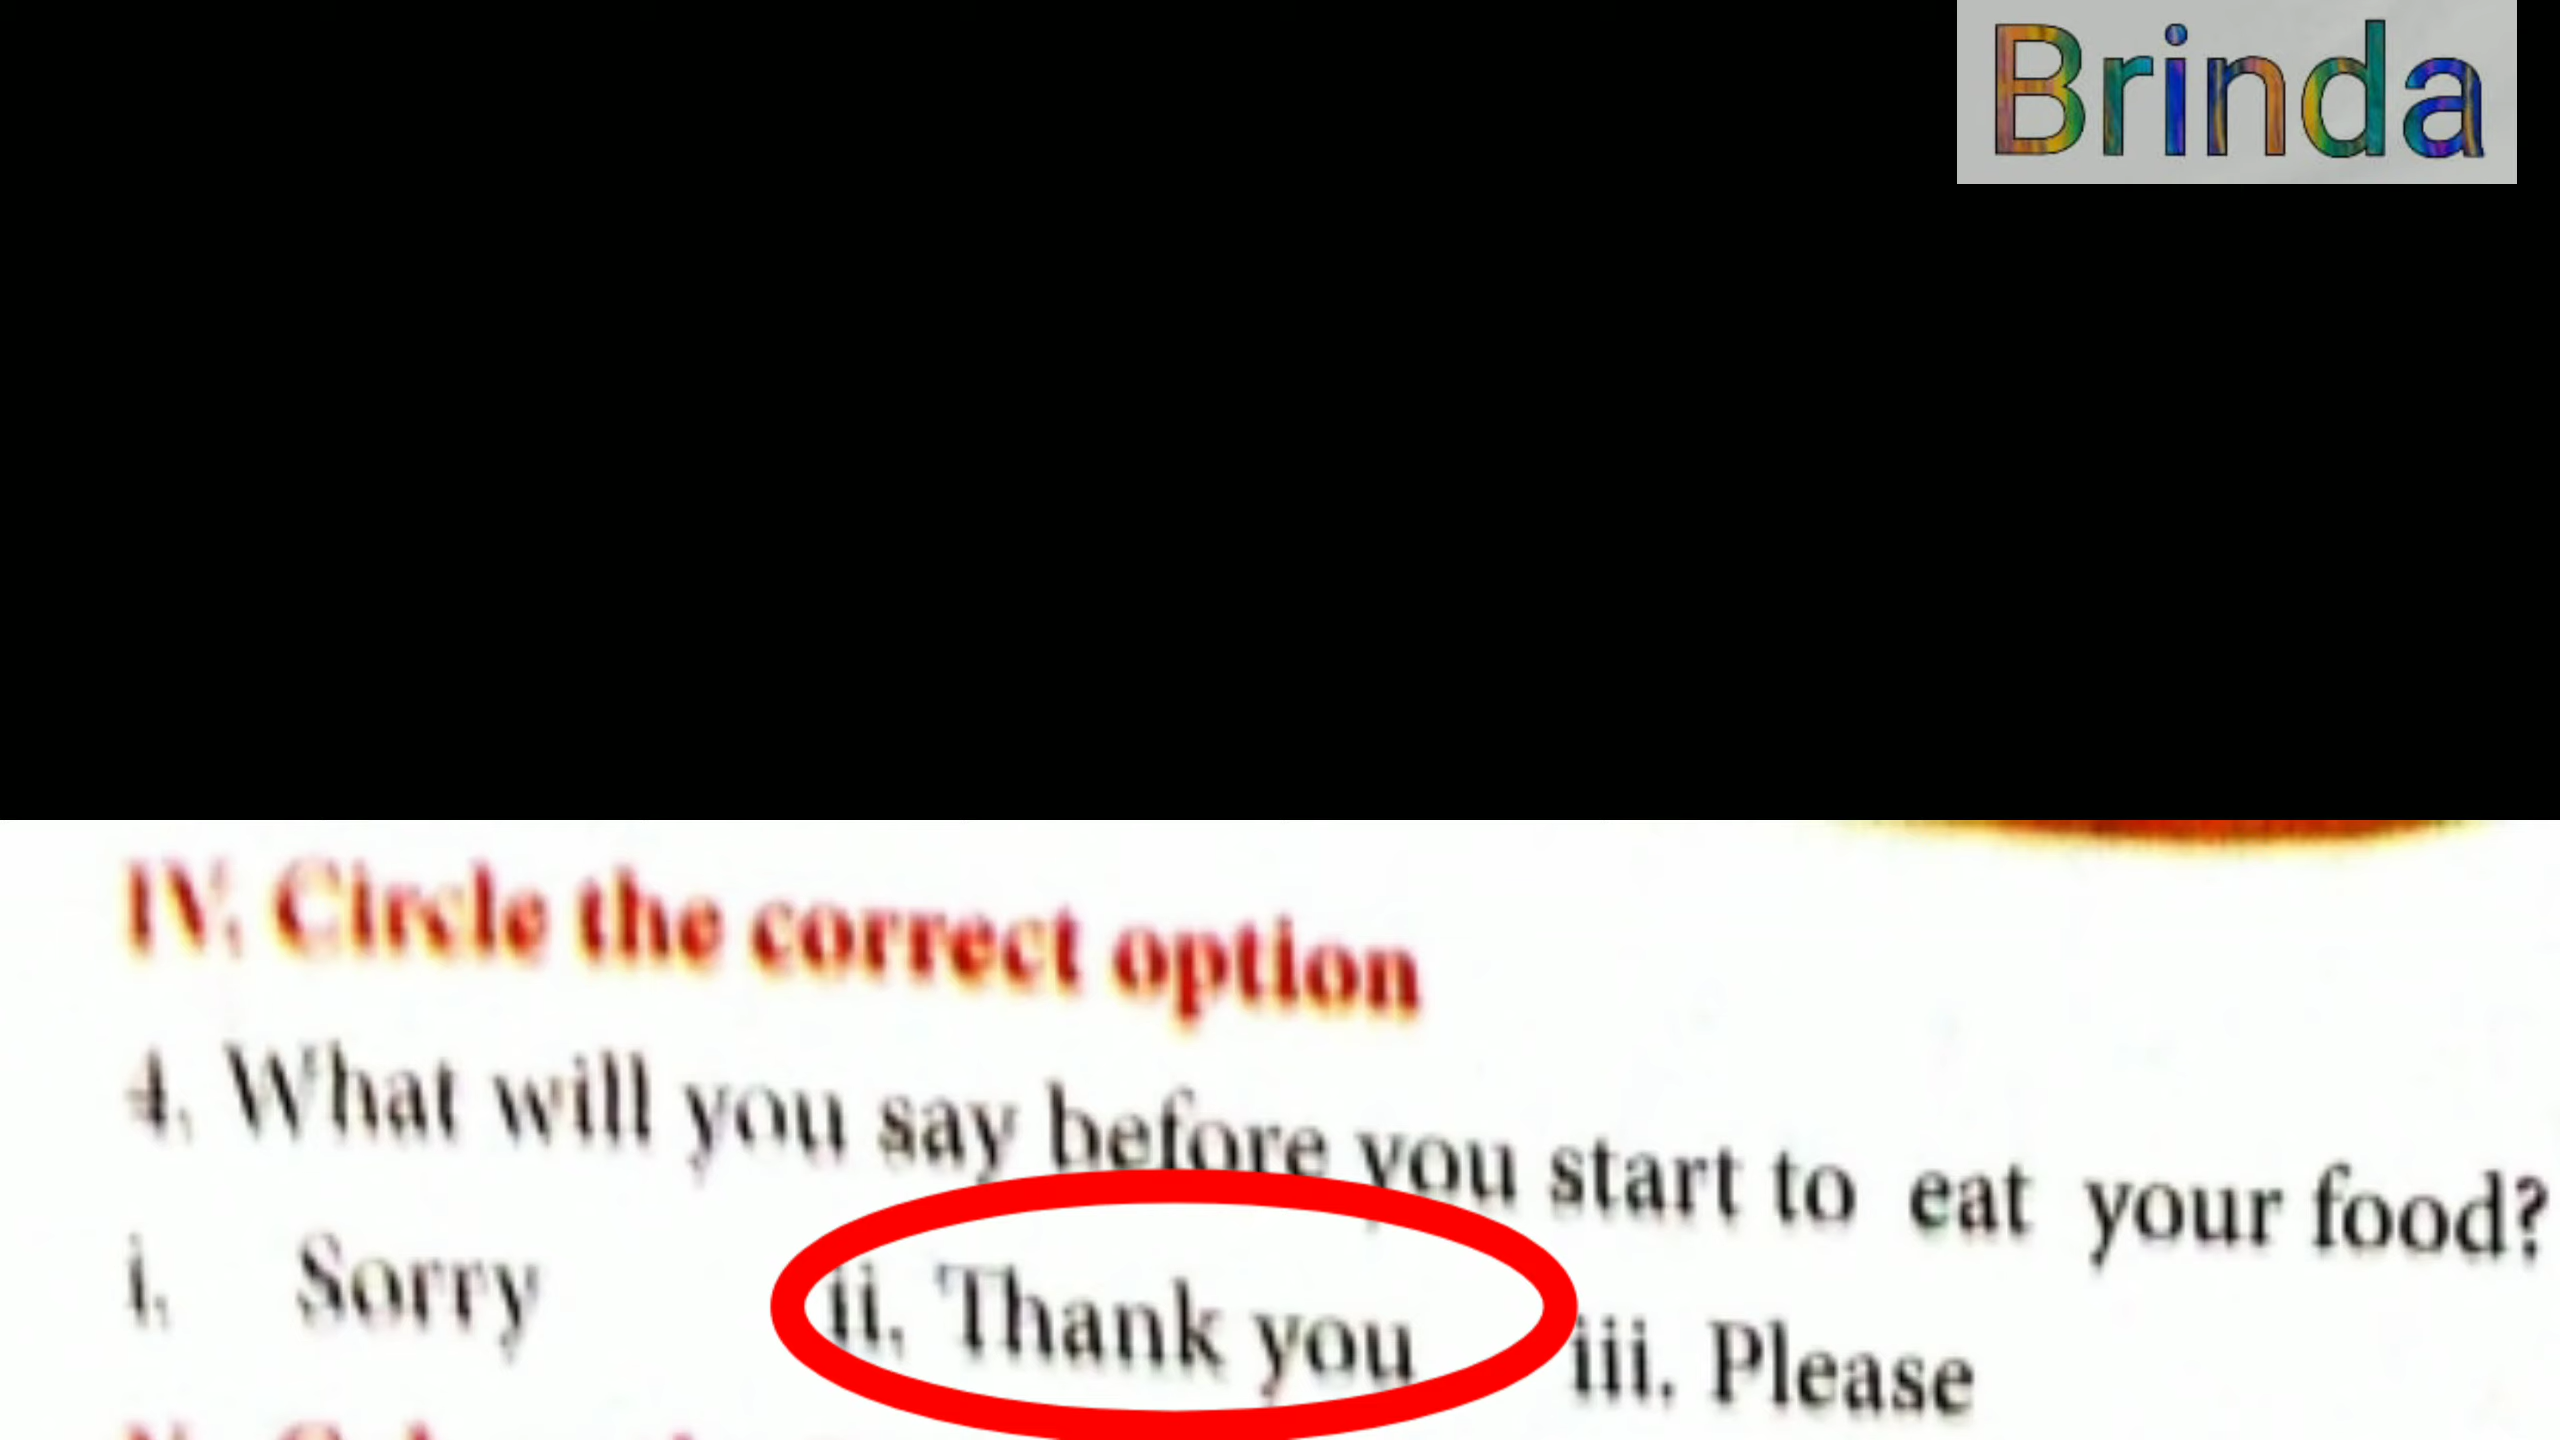 Brinda
IV. Circle the correct option
4. What will you say before you start to eat your food?
i. Sorry ii. Thank you iii. Please